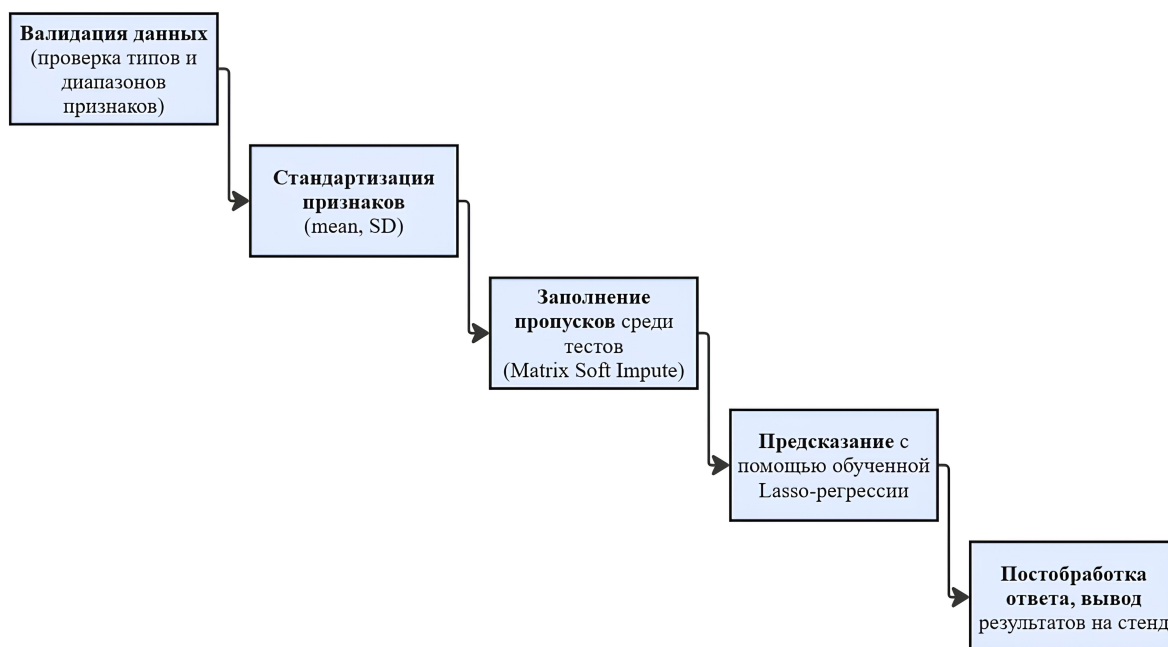 Валидация данных
(проверка типов и
диапазонов
признаков)
Стандартизация
признаков
(mean, SD)
Заполнение
пропусков среди
тестов
(Matrix Soft Impute)
Предсказание с
помощью обученной
Lasso-регрессии
Постобработка
ответа, вывод
результатов на стенд